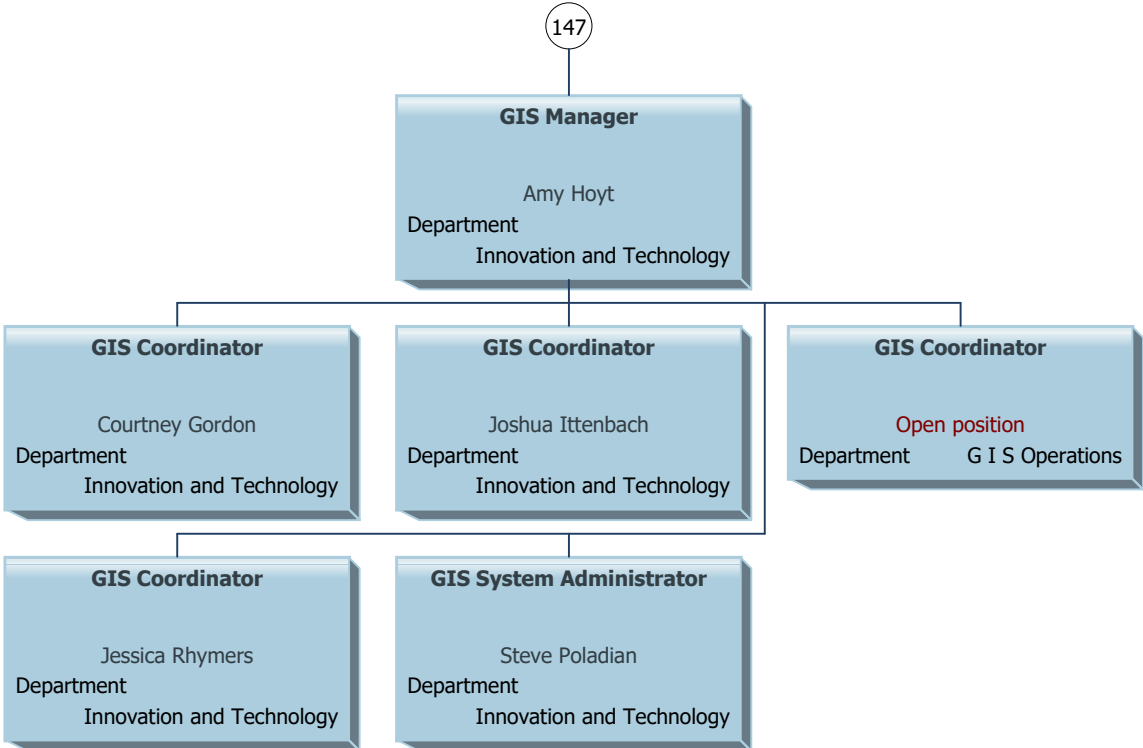 147
GIS Manager
Amy Hoyt
Department
Innovation and Technology
GIS Coordinator
Courtney Gordon
Department
Innovation and Technology
GIS Coordinator
Joshua Ittenbach
Department
Innovation and Technology
GIS Coordinator
Open position
Department G I S Operations
GIS Coordinator
Jessica Rhymers
Department
Innovation and Technology
GIS System Administrator
Steve Poladian
Department
Innovation and Technology